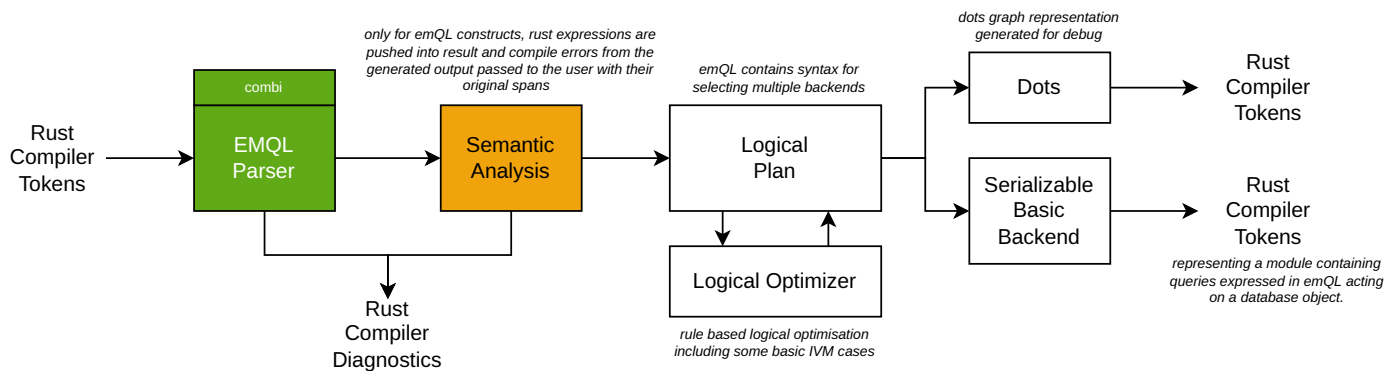 only for emQL constructs, rust expressions are
pushed into result and compile errors from the
generated output passed to the user with their
original spans
emQL contains syntax for
selecting multiple backends
dots graph representation
generated for debug
combi
EMQL
Parser
Rust
Compiler
Tokens
Semantic
Analysis
Logical
Plan
Dots
Rust
Compiler
Tokens
Serializable
Basic
Backend
Rust
Compiler
Tokens
representing a module containing
queries expressed in emQL acting
on a database object.
Logical Optimizer
rule based logical optimisation
including some basic IVM cases
Rust
Compiler
Diagnostics